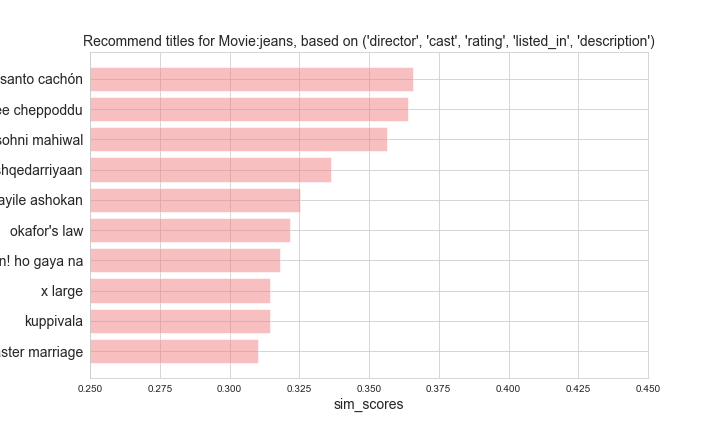 Recommend titles for Movie:jeans, based on ('director', 'cast', 'rating', 'listed_in', 'description')
santo cachón
ee cheppoddu
sohni mahiwal
shqedarriyaan
ayile ashokan
okafor's law
n! ho gaya na
x large
kuppivala
aster marriage
0.250 0.275 0.300 0.325 0.350 0.375 0.400 0.425 0.450
sim_scores